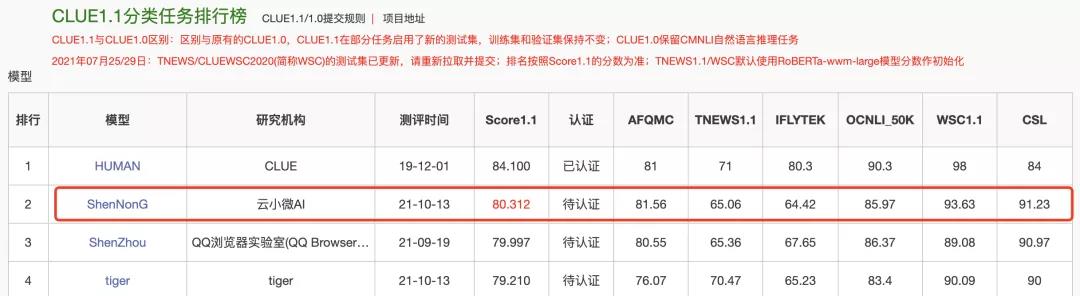 CLUE1.1分类任务排行榜 CLUE1.1/1.0提交规则 | 项目地址
CLUE1.1与CLUE1.0区别：区别与原有的CLUE1.0，CLUE1.1在部分任务启用了新的测试集，训练集和验证集保持不变；CLUE1.0保留CMNLI自然语言推理任务
2021年07月25/29日：TNEWS/CLUEWSC2020(简称WSC)的测试集已更新，请重新拉取并提交；排名按照Score1.1的分数为准；TNEWS1.1/WSC默认使用RoBERTa-wwm-large模型分数作初始化
模型
排行 模型 研究机构 测评时间 Score1.1 认证 AFQMC TNEWS1.1 IFLYTEK OCNLI_50K WSC1.1 CSL
1 HUMAN CLUE 19-12-01 84.100 已认证 81 71 80.3 90.3 98 84
2 ShenNonG 云小微AI 21-10-13 80.312 待认证 81.56 65.06 64.42 85.97 93.63 91.23
3 ShenZhou QQ浏览器实验室(QQ Browser... 21-09-19 79.997 待认证 80.55 65.36 67.65 86.37 89.08 90.97
4 tiger tiger 21-10-13 79.210 待认证 76.07 70.47 65.23 83.4 90.09 90